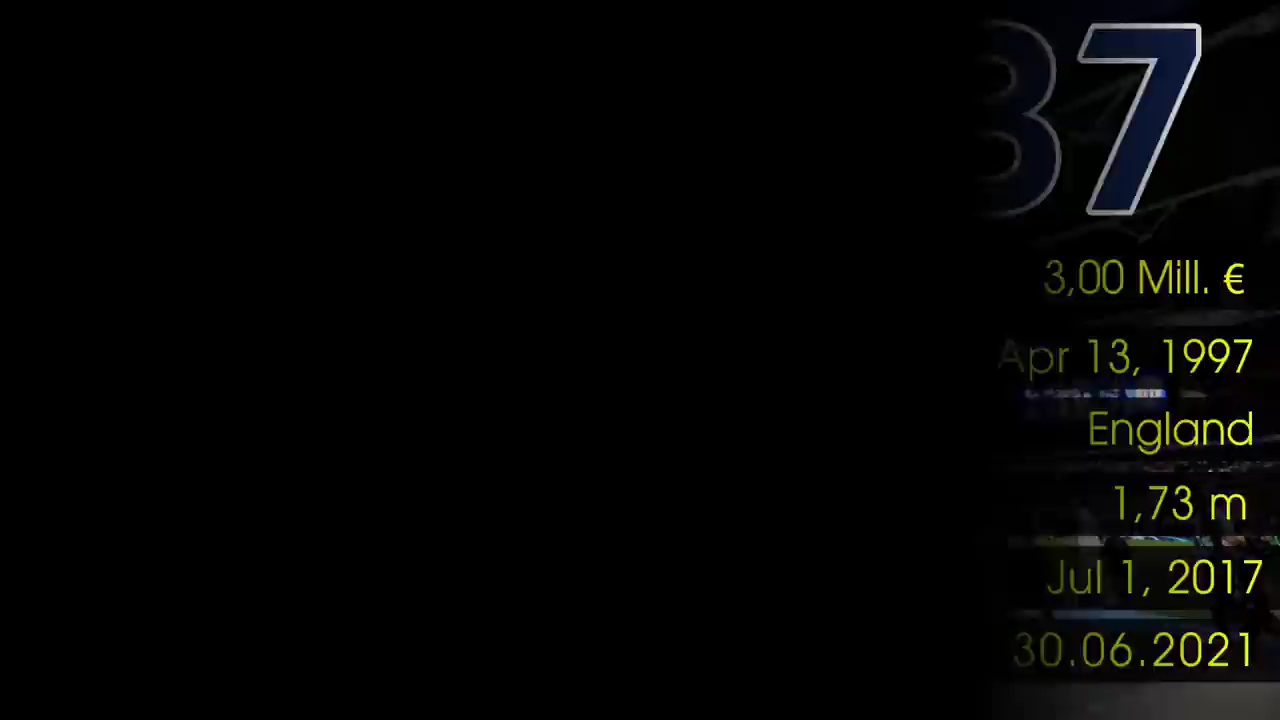 37
3,00 Mill. €
Apr 13, 1997
England
1,73 m
Jul 1, 2017
30.06.2021